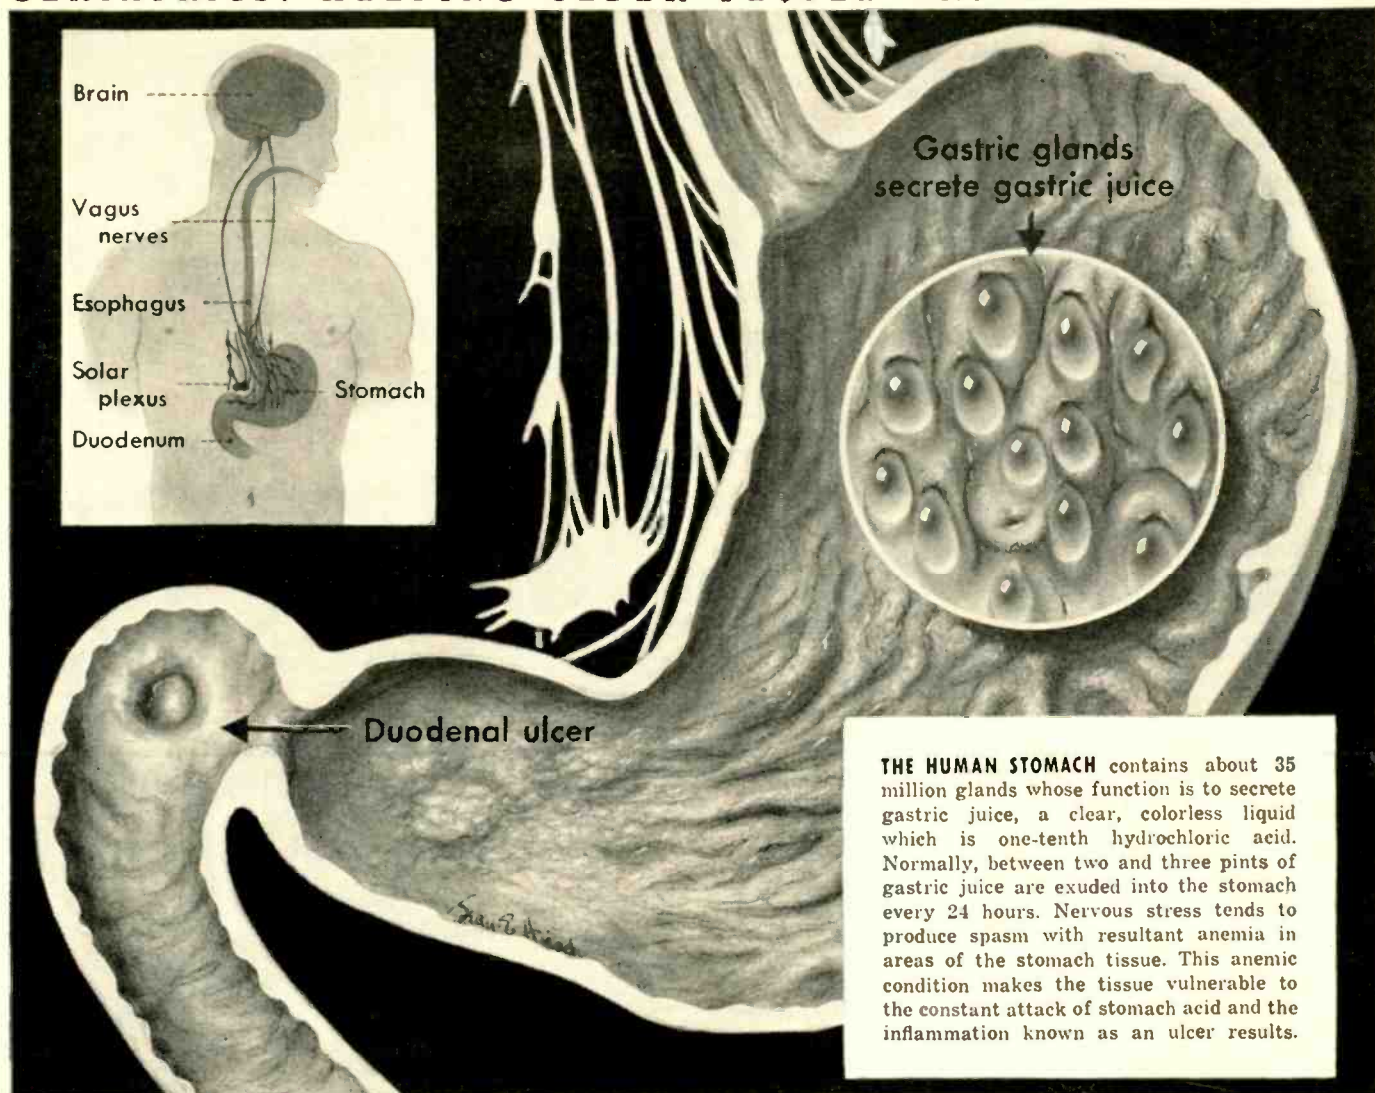 Brain
Vagus
nerves
Esophagus
Solar
plexus
Stomach
Duodenum
Gastric glands
secrete gastric juice
Duodenal ulcer
THE HUMAN STOMACH contains about 35
million glands whose function is to secrete
gastric juice, a clear, colorless liquid
which is one-tenth hydrochloric acid.
Normally, between two and three pints of
gastric juice are exuded into the stomach
every 24 hours. Nervous stress tends to
produce spasm with resultant anemia in
areas of the stomach tissue. This anemic
condition makes the tissue vulnerable to
the constant attack of stomach acid and the
inflammation known as an ulcer results.